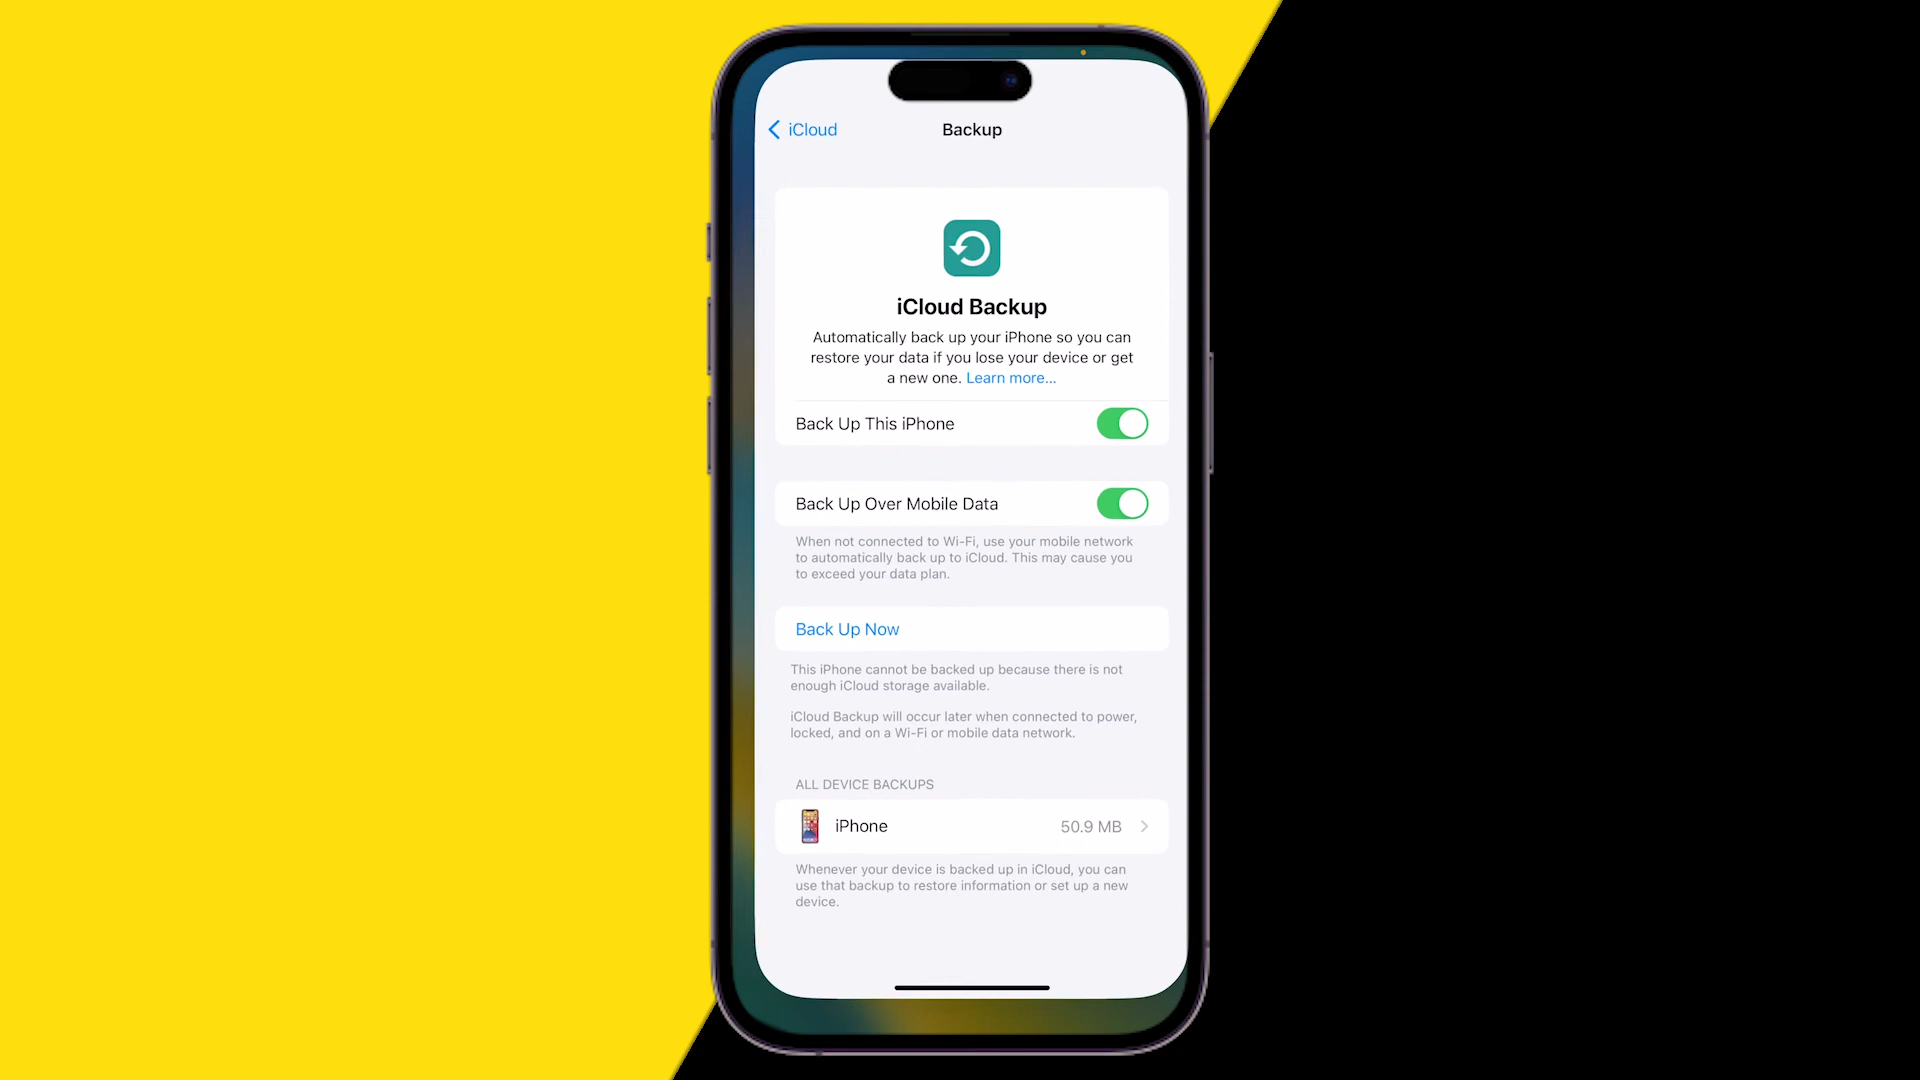 iCloud
Backup
iCloud Backup
Automatically back up your iPhone so you can
restore your data if you lose your device or get
a new one. Learn more...
Back Up This iPhone
Back Up Over Mobile Data
When not connected to Wi-Fi, use your mobile network
to automatically back up to iCloud. This may cause you
to exceed your data plan.
Back Up Now
This iPhone cannot be backed up because there is not
enough iCloud storage available.
iCloud Backup will occur later when connected to power,
locked, and on a Wi-Fi or mobile data network.
ALL DEVICE BACKUPS
iPhone 50.9 MB
Whenever your device is backed up in iCloud, you can
use that backup to restore information or set up a new
device.